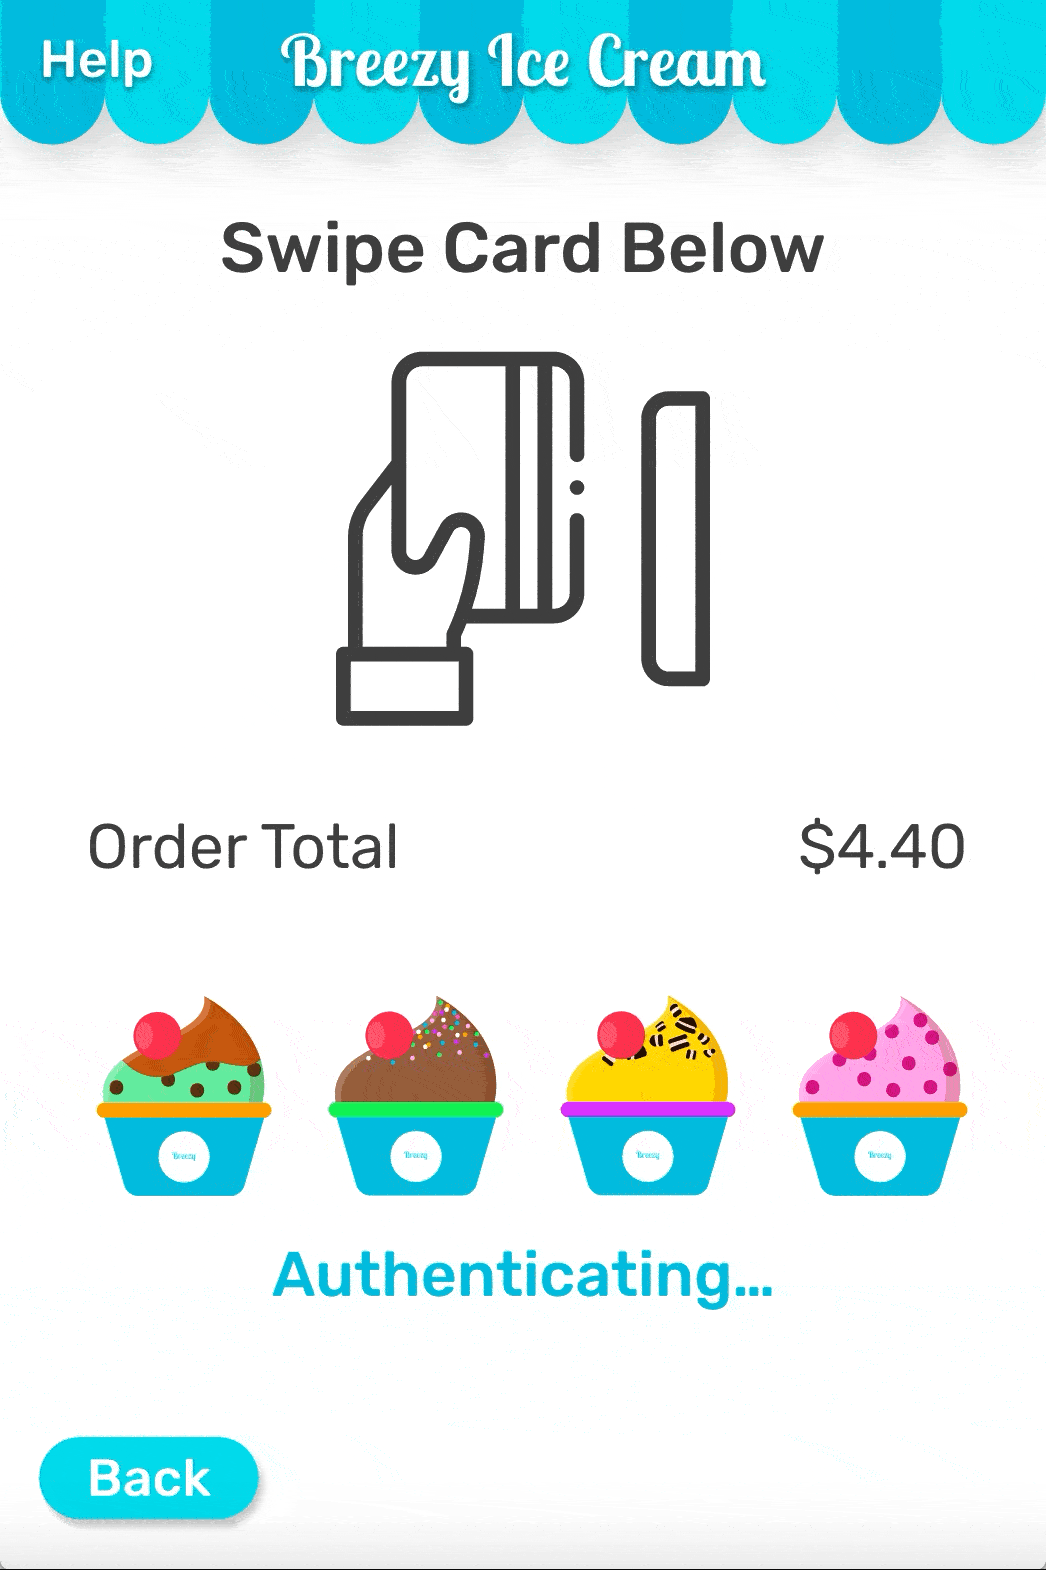 Help
Breezy Ice Cream
Swipe Card Below
Order Total $4.40
Breezy Breezy Breezy Breezy
Authenticating...
Back